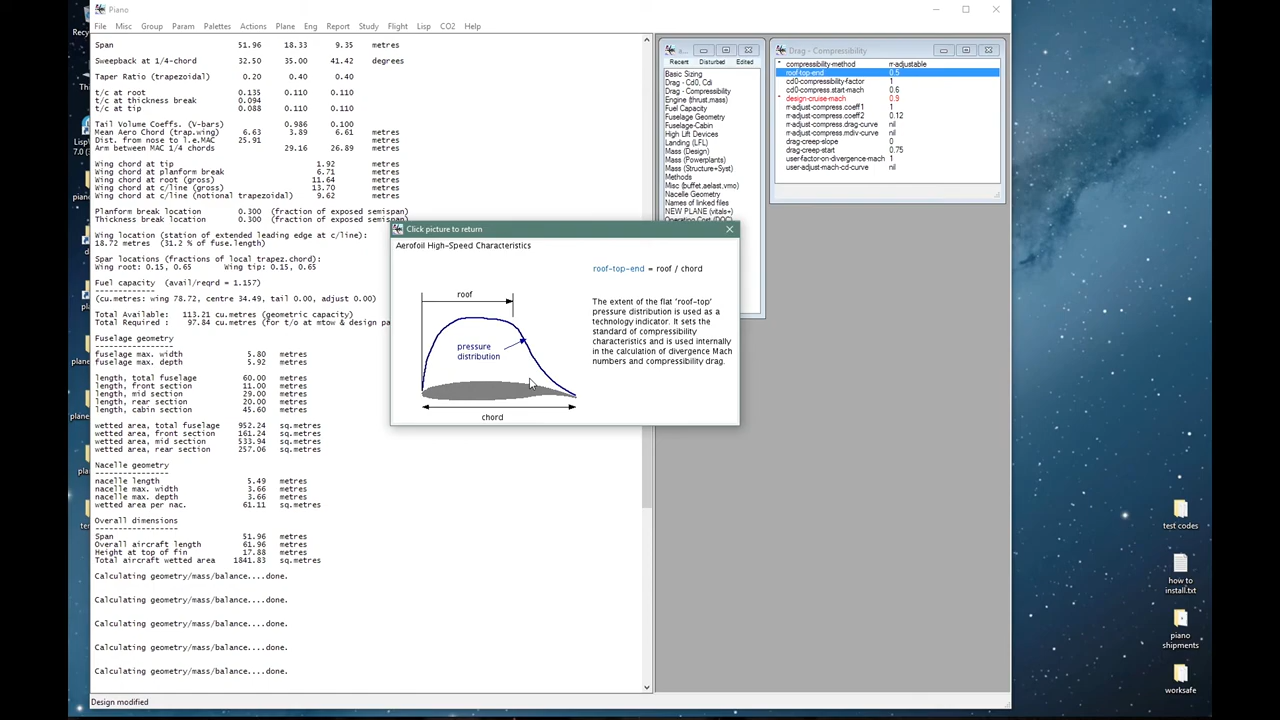 Piano
File Misc Group Param Palettes Actions Plane Eng Report Study Flight Lisp CO2 Help
Span 51.96 18.33 9.35 metres
Sweepback at 1/4-chord 32.50 35.00 41.42 degrees
Taper Ratio (trapezoidal) 0.20 0.40 0.40
t/c at root 0.135 0.110 0.110
t/c at thickness break 0.094
t/c at tip 0.088 0.110 0.110
Tail Volume Coeffs. (V-bars) 0.986 0.100
Mean Aero Chord (trap.wing) 6.63 3.89 6.61 metres
Dist. from nose to l.e.MAC 25.91 metres
Arm between MAC 1/4 chords 29.16 26.89 metres
Wing chord at tip 1.92 metres
Wing chord at planform break 6.71 metres
Wing chord at root (gross) 11.64 metres
Wing chord at c/line (gross) 13.70 metres
Wing chord at c/line (notional trapezoidal) 9.62 metres
Planform break location 0.300 (fraction of exposed semispan)
Thickness break location 0.300 (fraction of exposed semispan)
Wing location (station of extended leading edge at c/line):
18.72 metres (31.2 % of fuse.length)
Spar locations (fractions of local trapez.chord):
Wing root: 0.15, 0.65 Wing tip: 0.15, 0.65
Fuel capacity (avail/reqrd = 1.157)
-------------
(cu.metres: wing 78.72, centre 34.49, tail 0.00, adjust 0.00)
Total Available: 113.21 cu.metres (geometric capacity)
Total Required : 97.84 cu.metres (for t/o at mtow & design pa
Fuselage geometry
-----------------
fuselage max. width 5.80 metres
fuselage max. depth 5.92 metres
length, total fuselage 60.00 metres
length, front section 11.00 metres
length, mid section 29.00 metres
length, rear section 20.00 metres
length, cabin section 45.60 metres
wetted area, total fuselage 952.24 sq.metres
wetted area, front section 161.24 sq.metres
wetted area, mid section 533.94 sq.metres
wetted area, rear section 257.06 sq.metres
Nacelle geometry
----------------
nacelle length 5.49 metres
nacelle max. width 3.66 metres
nacelle max. depth 3.66 metres
wetted area per nac. 61.11 sq.metres
Overall dimensions
------------------
Span 51.96 metres
Overall aircraft length 61.96 metres
Height at top of fin 17.88 metres
Total aircraft wetted area 1841.83 sq.metres
Calculating geometry/mass/balance....done.
Calculating geometry/mass/balance....done.
Calculating geometry/mass/balance....done.
Calculating geometry/mass/balance....done.
Calculating geometry/mass/balance....done.
Design modified
Click picture to return
Aerofoil High-Speed Characteristics
roof-top-end = roof / chord
roof
pressure
distribution
chord
The extent of the flat 'roof-top'
pressure distribution is used as a
technology indicator. It sets the
standard of compressibility
characteristics and is used internally
in the calculation of divergence Mach
numbers and compressibility drag.
a...
Recent Disturbed Edited
Basic Sizing
Drag - Cd0, Cdi
Drag - Compressibility
Engine (thrust,mass)
Fuel Capacity
Fuselage Geometry
Fuselage-Cabin
High Lift Devices
Landing (LFL)
Mass (Design)
Mass (Powerplants)
Mass (Structure+Syst)
Methods
Misc (buffet,aelast,vmo)
Nacelle Geometry
Names of linked files
NEW PLANE (vitals+)
Drag - Compressibility
* compressibility-method rr-adjustable
roof-top-end 0.5
cd0-compressibility-factor 1
cd0-compress.start-mach 0.6
* design-cruise-mach 0.9
rr-adjust-compress.coeff1 1
rr-adjust-compress.coeff2 0.12
rr-adjust-compress.drag-curve nil
rr-adjust-compress.mdiv-curve nil
drag-creep-slope 0
drag-creep-start 0.75
user-factor-on-divergence-mach 1
user-adjust-mach-cd-curve nil
test codes
how to
install.txt
piano
shipments
worksafe